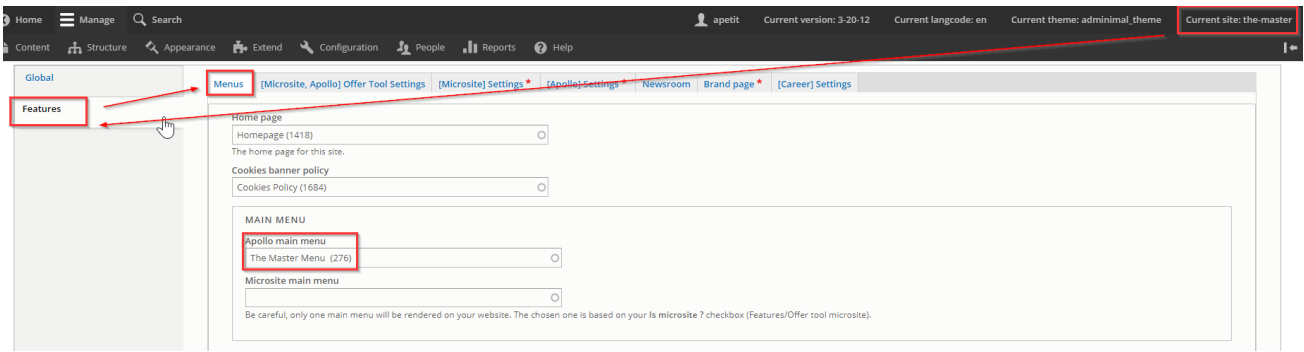 Home Manage Search apetit Current version: 3-20-12 Current langcode: en Current theme: adminimal_theme Current site: the-master
Content Structure Appearance Extend Configuration People Reports Help
Global
Features
Menus [Microsite, Apollo] Offer Tool Settings [Microsite] Settings * [Apollo] Settings * Newsroom Brand page * [Career] Settings
Home page
Homepage (1418)
The home page for this site.
Cookies banner policy
Cookies Policy (1684)
MAIN MENU
Apollo main menu
The Master Menu (276)
Microsite main menu
Be careful, only one main menu will be rendered on your website. The chosen one is based on your Is microsite ? checkbox (Features/Offer tool microsite).